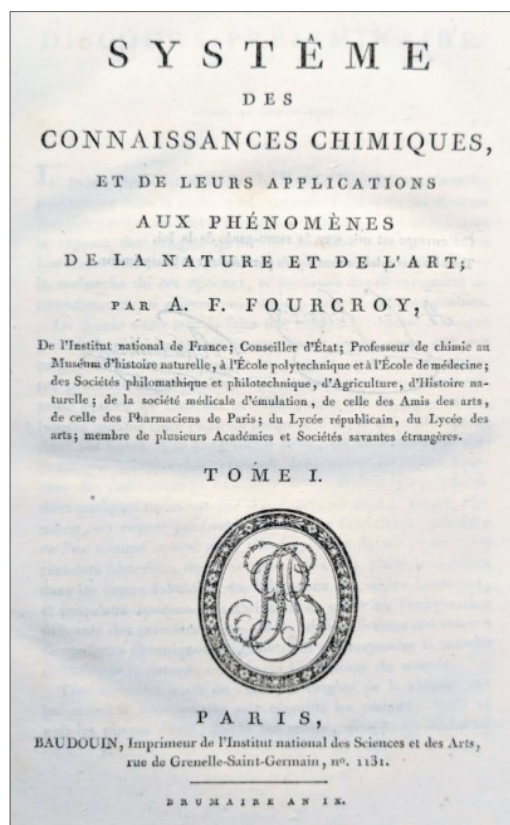 SYSTÈME
DES
CONNAISSANCES CHIMIQUES,
ET DE LEURS APPLICATIONS
AUX PHÉNOMÈNES
DE LA NATURE ET DE L'ART;
PAR A. F. FOURCROY,
De l'Institut national de France; Conseiller d'État; Professeur de chimie au
Muséum d'histoire naturelle, à l'École polytechnique et à l'École de médecine;
des Sociétés philomathique et philotechnique, d'Agriculture, d'Histoire na-
turelle; de la société médicale d'émulation, de celle des Amis des arts,
de celle des Pharmaciens de Paris; du Lycée républicain, du Lycée des
arts; membre de plusieurs Académies et Sociétés savantes étrangères.
TOME I.
PARIS,
BAUDOUIN, Imprimeur de l'Institut national des Sciences et des Arts,
rue de Grenelle-Saint-Germain, nº. 1131.
BRUMAIRE AN IX.